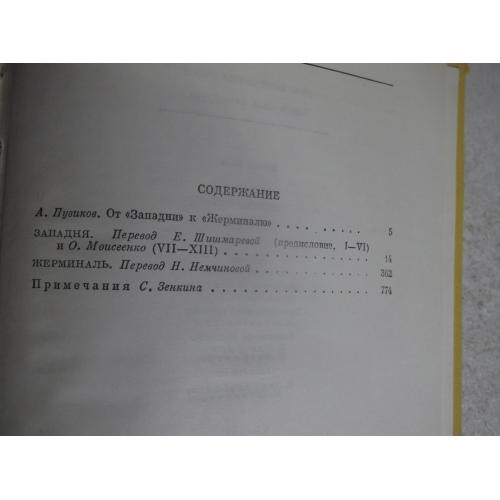 СОДЕРЖАНИЕ
А. Пузиков. От «Западни» к «Жерминалю» . . . . . . . . . 5
ЗАПАДНЯ. Перевод Е. Шишмаревой (предисловие, I—VI)
и О. Моисеенко (VII—XIII) . . . . . . . . . . . . . . 14
ЖЕРМИНАЛЬ. Перевод Н. Немчиновой . . . . . . . . . . . 362
Примечания С. Зенкина . . . . . . . . . . . . . . . 774